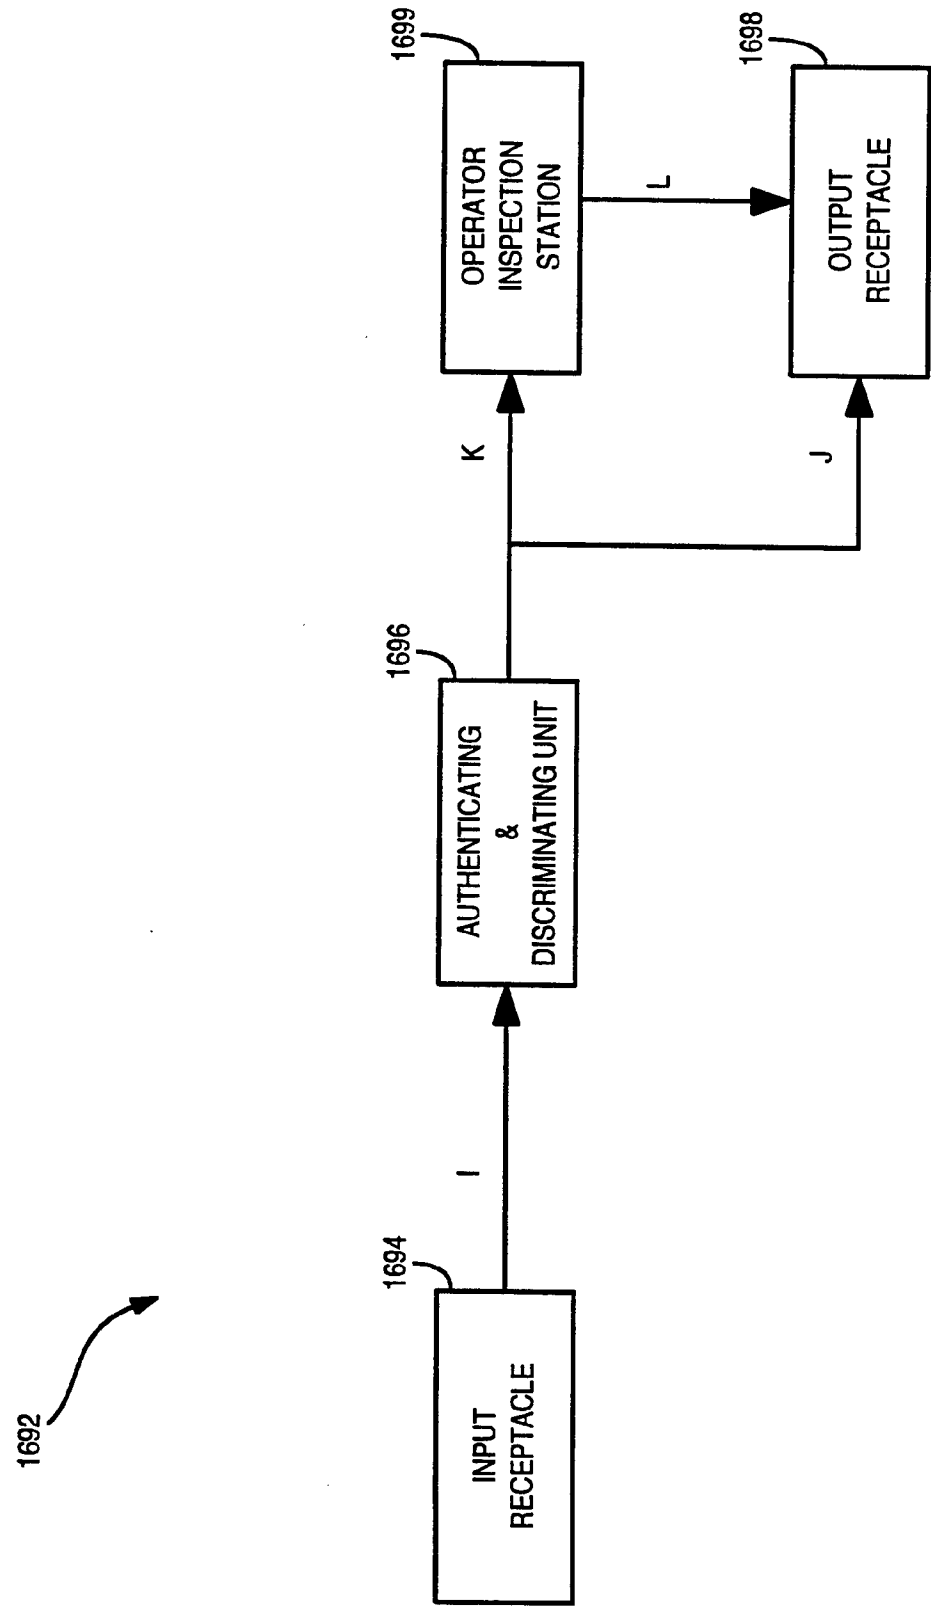 1692
1694
INPUT
RECEPTACLE
I
1696
AUTHENTICATING
&
DISCRIMINATING UNIT
K
1699
OPERATOR
INSPECTION
STATION
L
J
1698
OUTPUT
RECEPTACLE